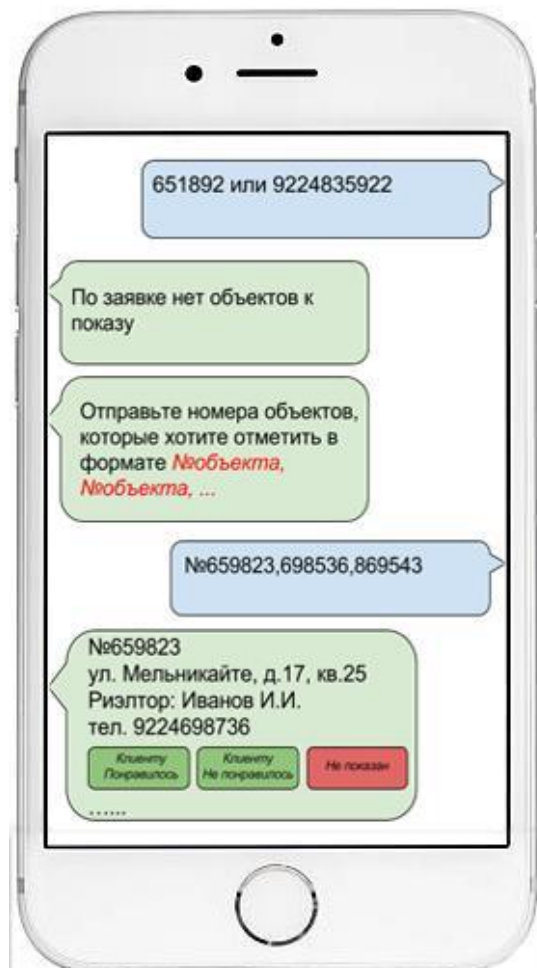 651892 или 9224835922
По заявке нет объектов к
показу
Отправьте номера объектов,
которые хотите отметить в
формате №объекта,
№объекта, ...
№659823,698536,869543
№659823
ул. Мельникайте, д.17, кв.25
Риэлтор: Иванов И.И.
тел. 9224698736
Клиенту
Понравилось
Клиенту
Не понравилось
Не показан
......